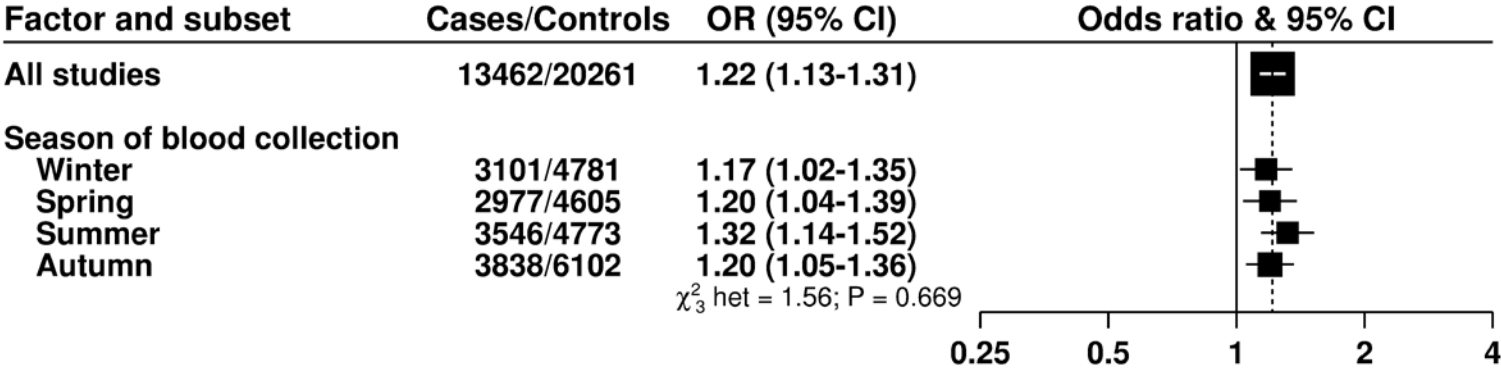 Factor and subset Cases/Controls OR (95% CI) Odds ratio & 95% CI
All studies 13462/20261 1.22 (1.13-1.31)
Season of blood collection
Winter 3101/4781 1.17 (1.02-1.35)
Spring 2977/4605 1.20 (1.04-1.39)
Summer 3546/4773 1.32 (1.14-1.52)
Autumn 3838/6102 1.20 (1.05-1.36)
χ²₃ het = 1.56; P = 0.669
0.25 0.5 1 2 4